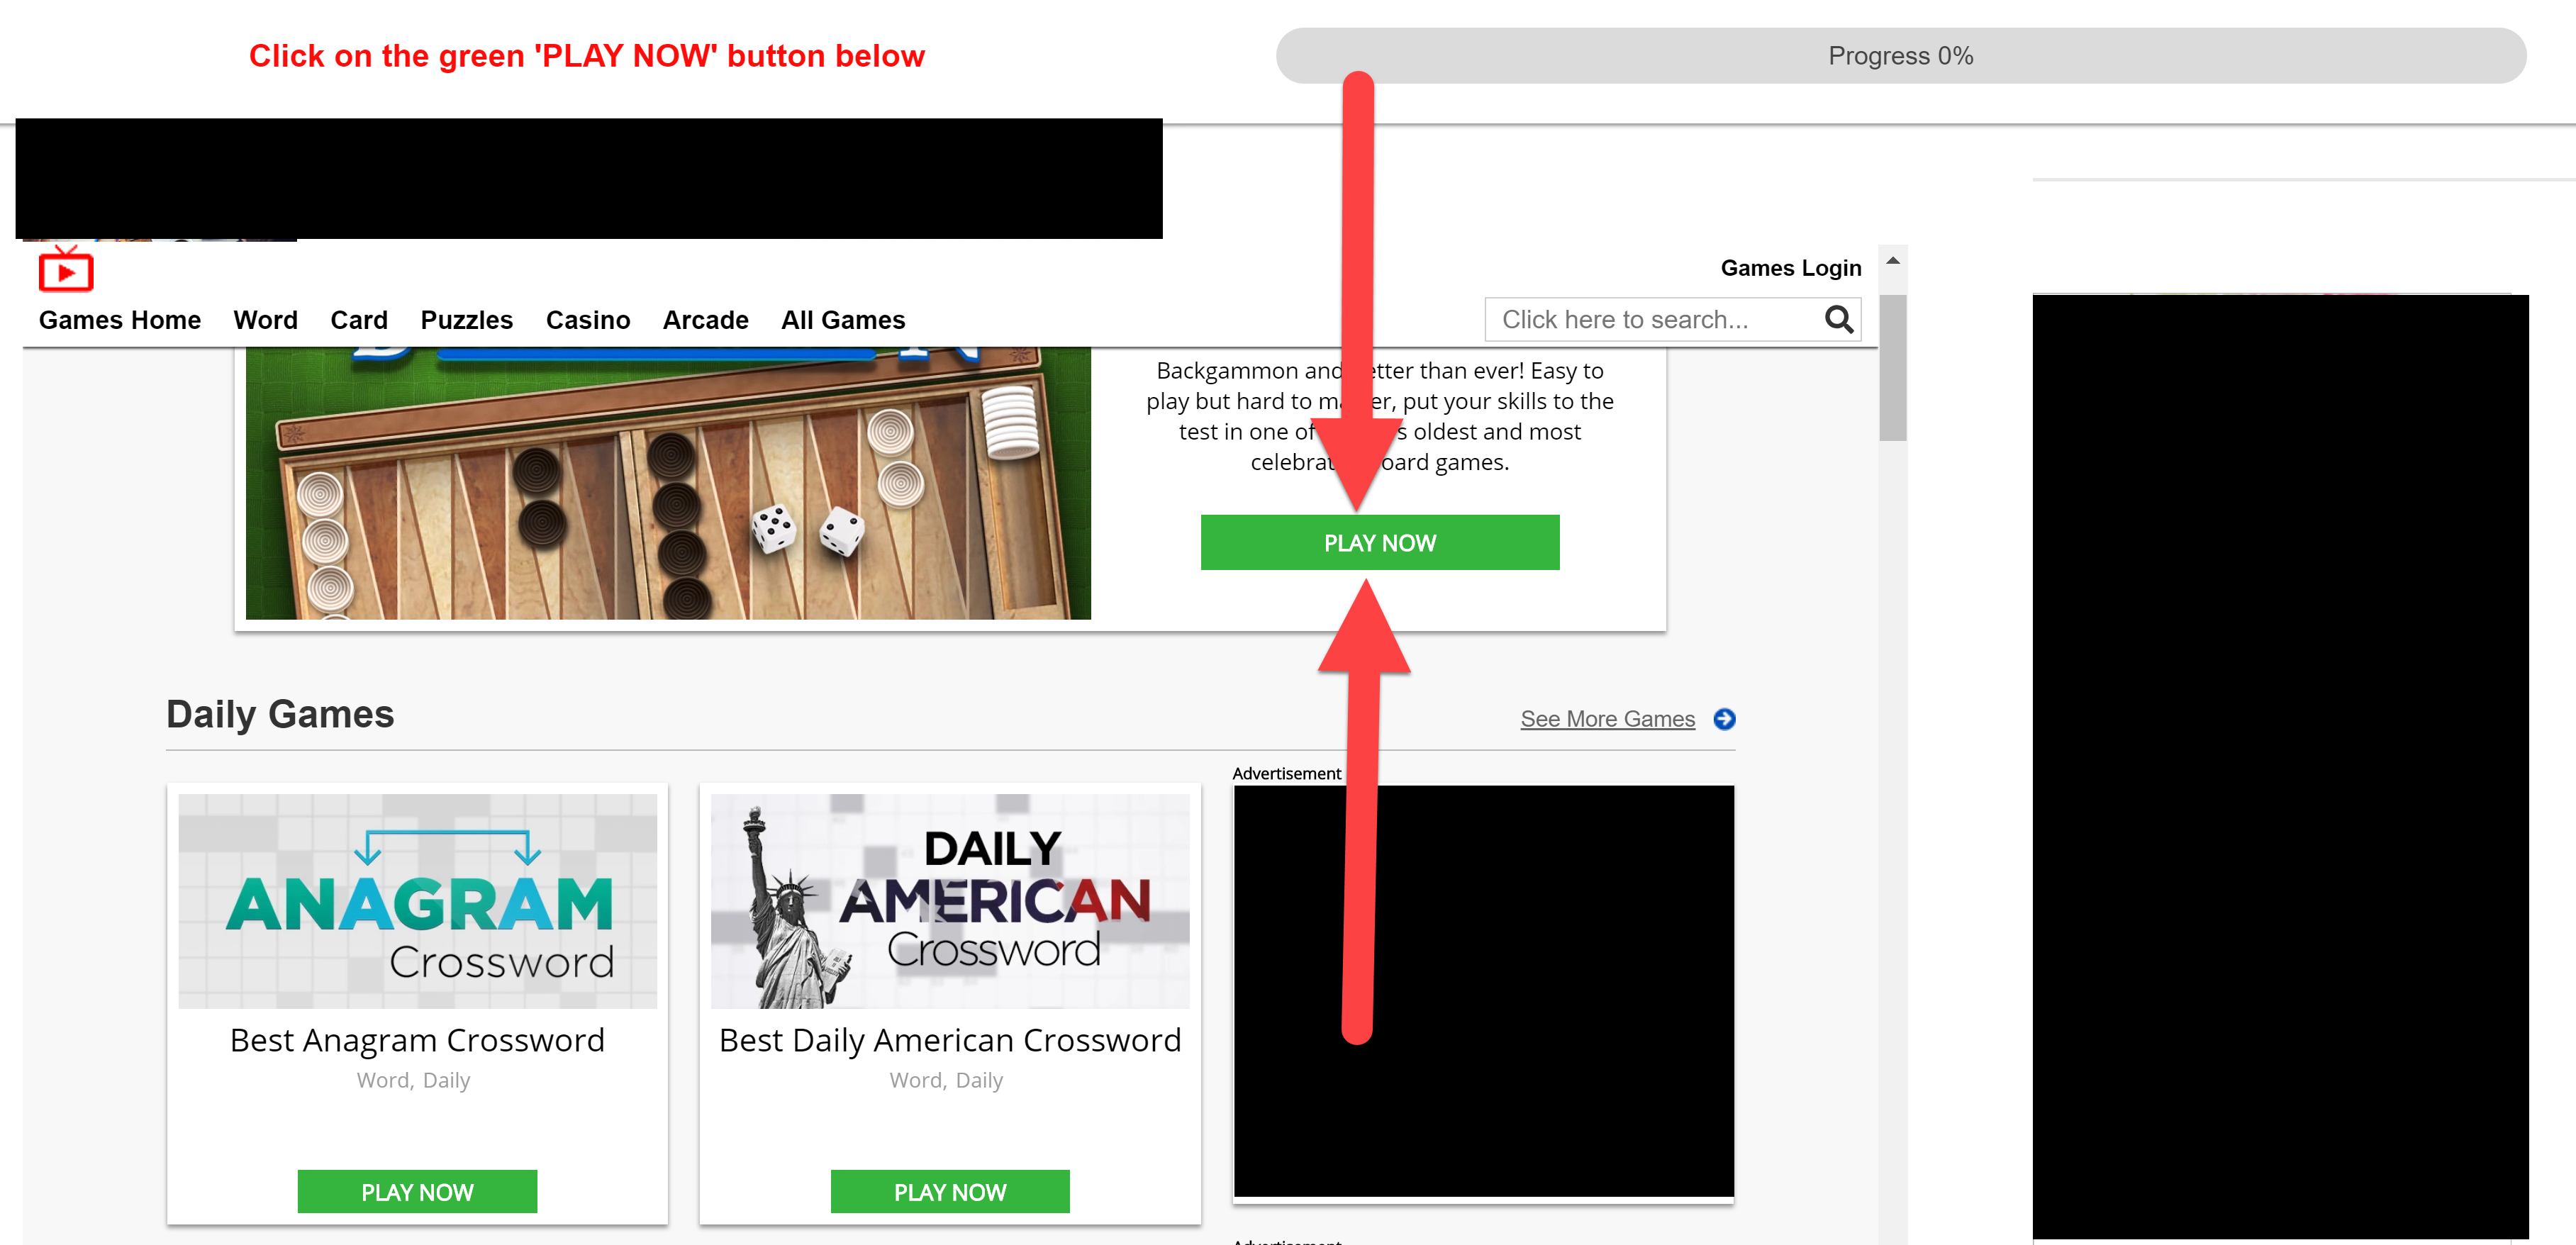 Click on the green 'PLAY NOW' button below
Progress 0%
Games Login
Games Home Word Card Puzzles Casino Arcade All Games
Click here to search...
Backgammon and etter than ever! Easy to
play but hard to er, put your skills to the
test in one of s oldest and most
celebrat oard games.
PLAY NOW
Daily Games
See More Games
Advertisement
ANAGRAM
Crossword
Best Anagram Crossword
Word, Daily
PLAY NOW
DAILY
AMERICAN
Crossword
Best Daily American Crossword
Word, Daily
PLAY NOW